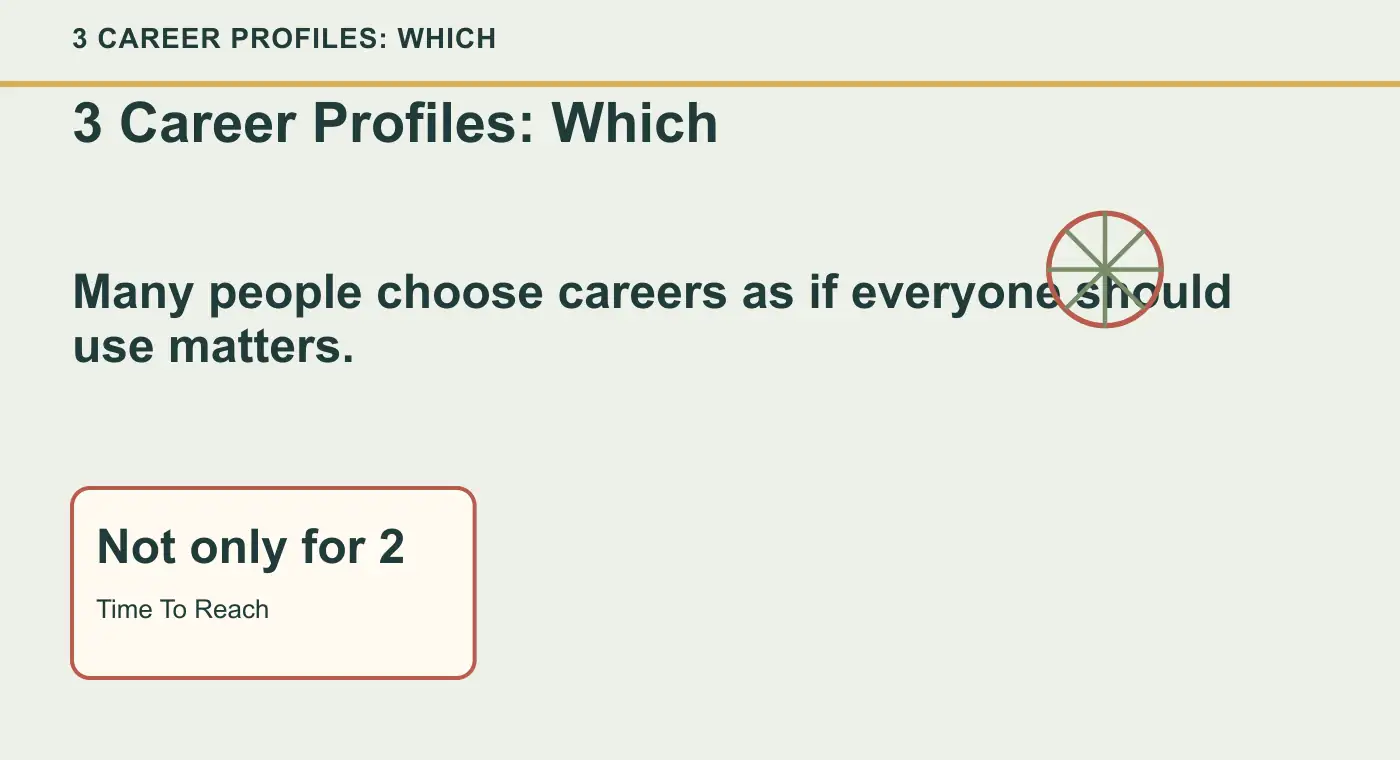 3 CAREER PROFILES: WHICH
3 Career Profiles: Which
Many people choose careers as if everyone should
use matters.
Not only for 2
Time To Reach